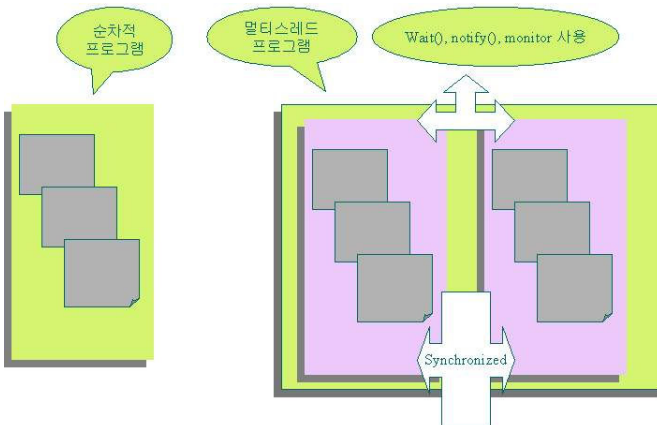 순차적
프로그램
멀티스레드
프로그램
Wait(), notify(), monitor 사용
Synchronized